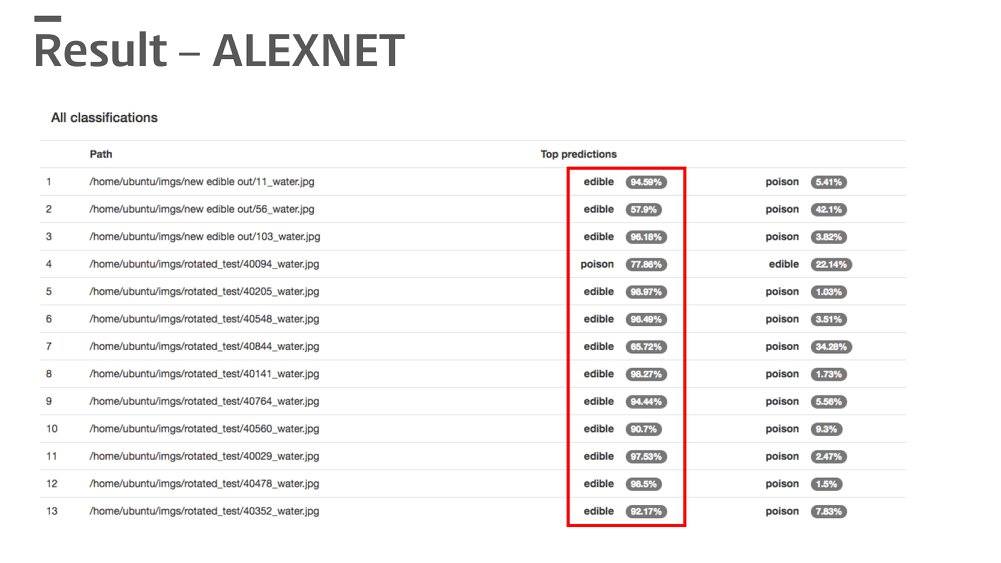 Result – ALEXNET
All classifications
Path Top predictions
1 /home/ubuntu/imgs/new edible out/11_water.jpg edible 94.59% poison 5.41%
2 /home/ubuntu/imgs/new edible out/56_water.jpg edible 57.9% poison 42.1%
3 /home/ubuntu/imgs/new edible out/103_water.jpg edible 96.18% poison 3.82%
4 /home/ubuntu/imgs/rotated_test/40094_water.jpg poison 77.86% edible 22.14%
5 /home/ubuntu/imgs/rotated_test/40205_water.jpg edible 98.97% poison 1.03%
6 /home/ubuntu/imgs/rotated_test/40548_water.jpg edible 96.49% poison 3.51%
7 /home/ubuntu/imgs/rotated_test/40844_water.jpg edible 65.72% poison 34.28%
8 /home/ubuntu/imgs/rotated_test/40141_water.jpg edible 98.27% poison 1.73%
9 /home/ubuntu/imgs/rotated_test/40764_water.jpg edible 94.44% poison 5.56%
10 /home/ubuntu/imgs/rotated_test/40560_water.jpg edible 90.7% poison 9.3%
11 /home/ubuntu/imgs/rotated_test/40029_water.jpg edible 97.53% poison 2.47%
12 /home/ubuntu/imgs/rotated_test/40478_water.jpg edible 98.5% poison 1.5%
13 /home/ubuntu/imgs/rotated_test/40352_water.jpg edible 92.17% poison 7.83%